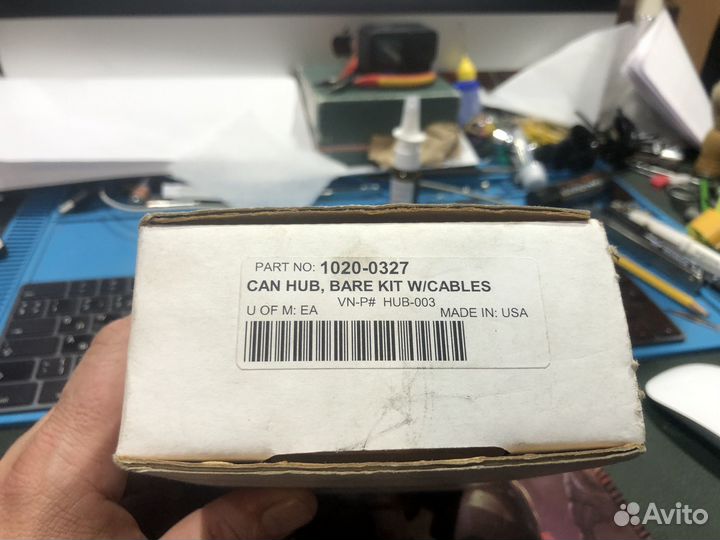 PART NO: 1020-0327
CAN HUB, BARE KIT W/CABLES
VN-P# HUB-003
U OF M: EA MADE IN: USA
Avito